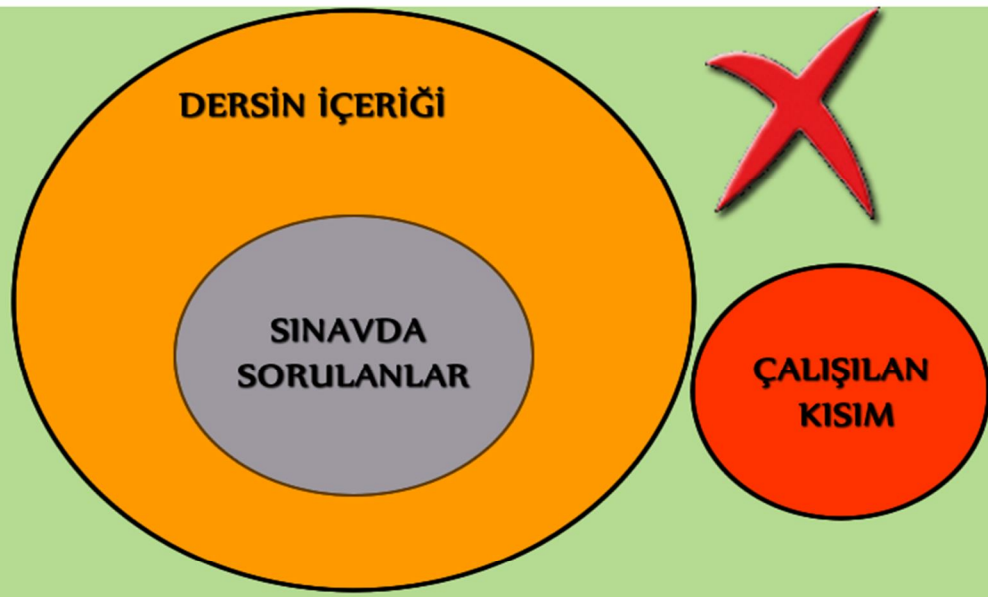 DERSİN İÇERİĞİ
SINAVDA
SORULANLAR
ÇALIŞILAN
KISIM